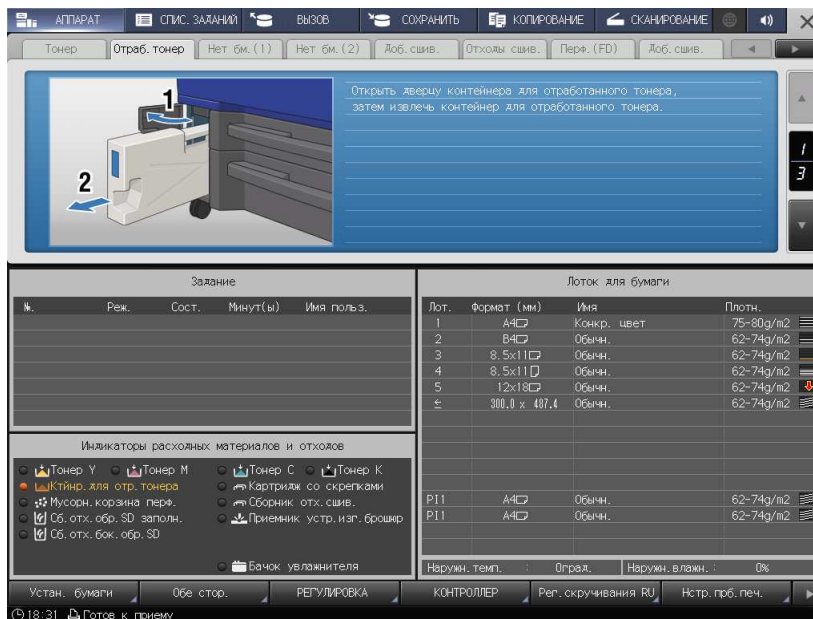 АППАРАТ СПИС. ЗАДАНИЙ ВЫЗОВ СОХРАНИТЬ КОПИРОВАНИЕ СКАНИРОВАНИЕ
Тонер Отраб. тонер Нет бм.(1) Нет бм.(2) Доб. сшив. Отходы сшив. Перф.(FD) Доб. сшив.
Открыть дверцу контейнера для отработанного тонера,
затем извлечь контейнер для отработанного тонера.
1
2
1
3
Задание
№. Реж. Сост. Минут(ы) Имя польз.
Лоток для бумаги
Лот. Формат (мм) Имя Плотн.
1 A4 Конкр. цвет 75-80g/m2
2 B4 Обычн. 62-74g/m2
3 8.5x11 Обычн. 62-74g/m2
4 8.5x11 Обычн. 62-74g/m2
5 12x18 Обычн. 62-74g/m2
300.0 x 487.4 Обычн. 62-74g/m2
PI1 A4 Обычн. 62-74g/m2
PI1 A4 Обычн. 62-74g/m2
Наружн. темп. : 0град. Наружн. влажн. : 0%
Индикаторы расходных материалов и отходов
Тонер Y Тонер M Тонер C Тонер K
Ктйнр. для отр. тонера Картридж со скрепками
Мусорн. корзина перф. Сборник отх. сшив.
Сб. отх. обр. SD заполн. Приемник устр. изг. брошюр
Сб. отх. бок. обр. SD
Бачок увлажнителя
Устан. бумаги Обе стор. РЕГУЛИРОВКА КОНТРОЛЛЕР Рег. скручивания RU Нстр. прб. печ.
18:31 Готов к приему